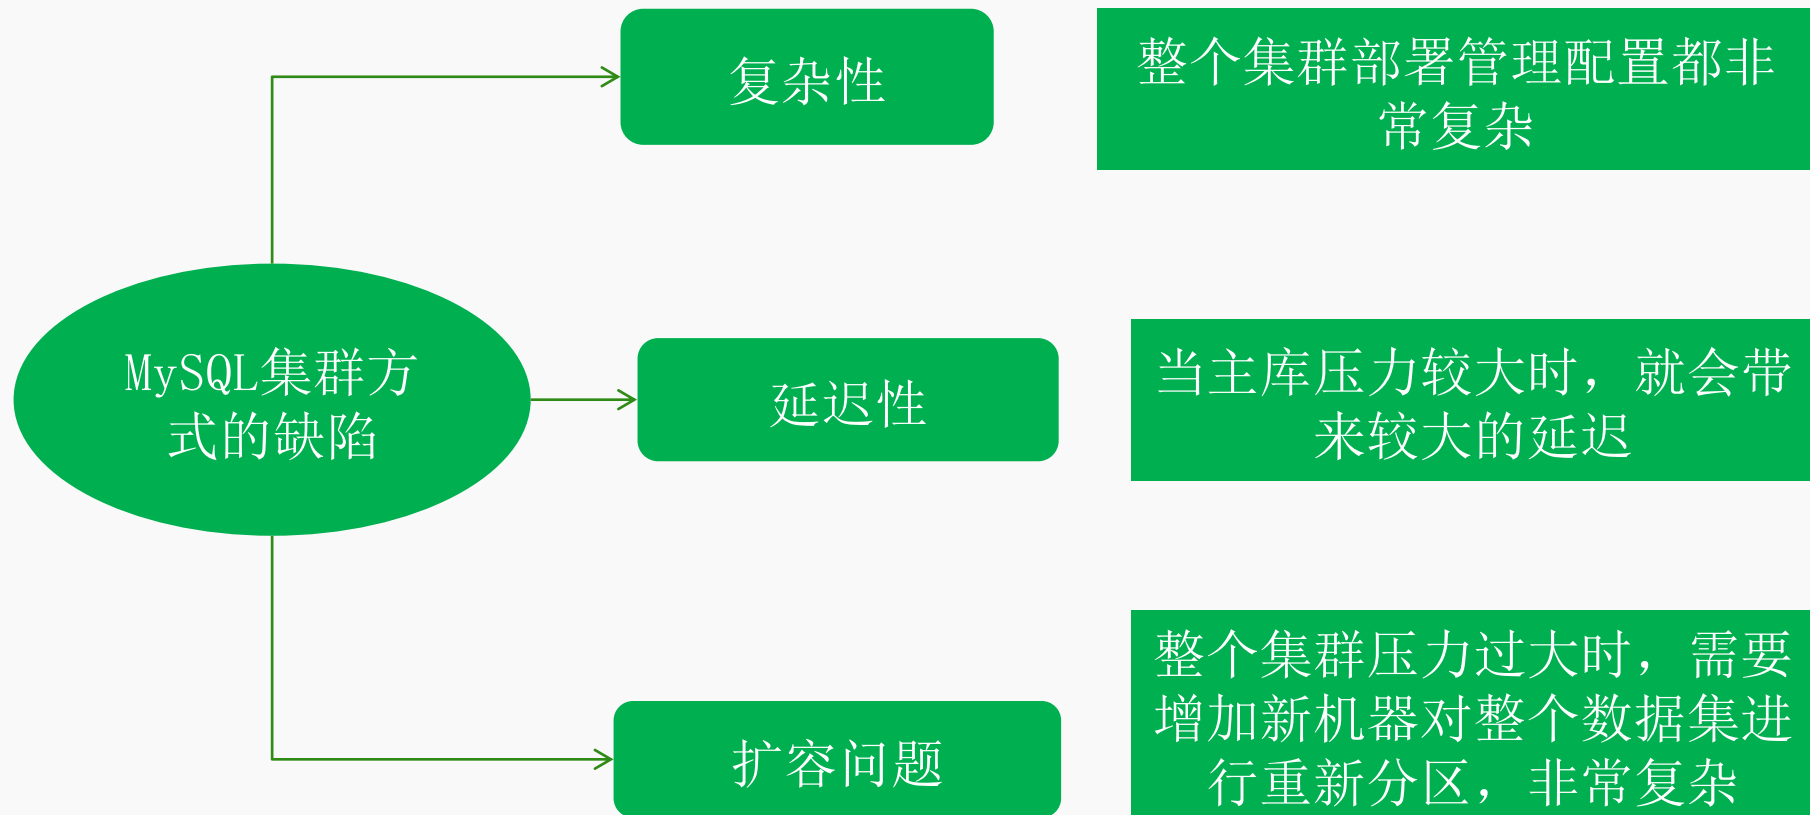 复杂性
整个集群部署管理配置都非
常复杂
MySQL集群方
式的缺陷
延迟性
当主库压力较大时，就会带
来较大的延迟
扩容问题
整个集群压力过大时，需要
增加新机器对整个数据集进
行重新分区，非常复杂